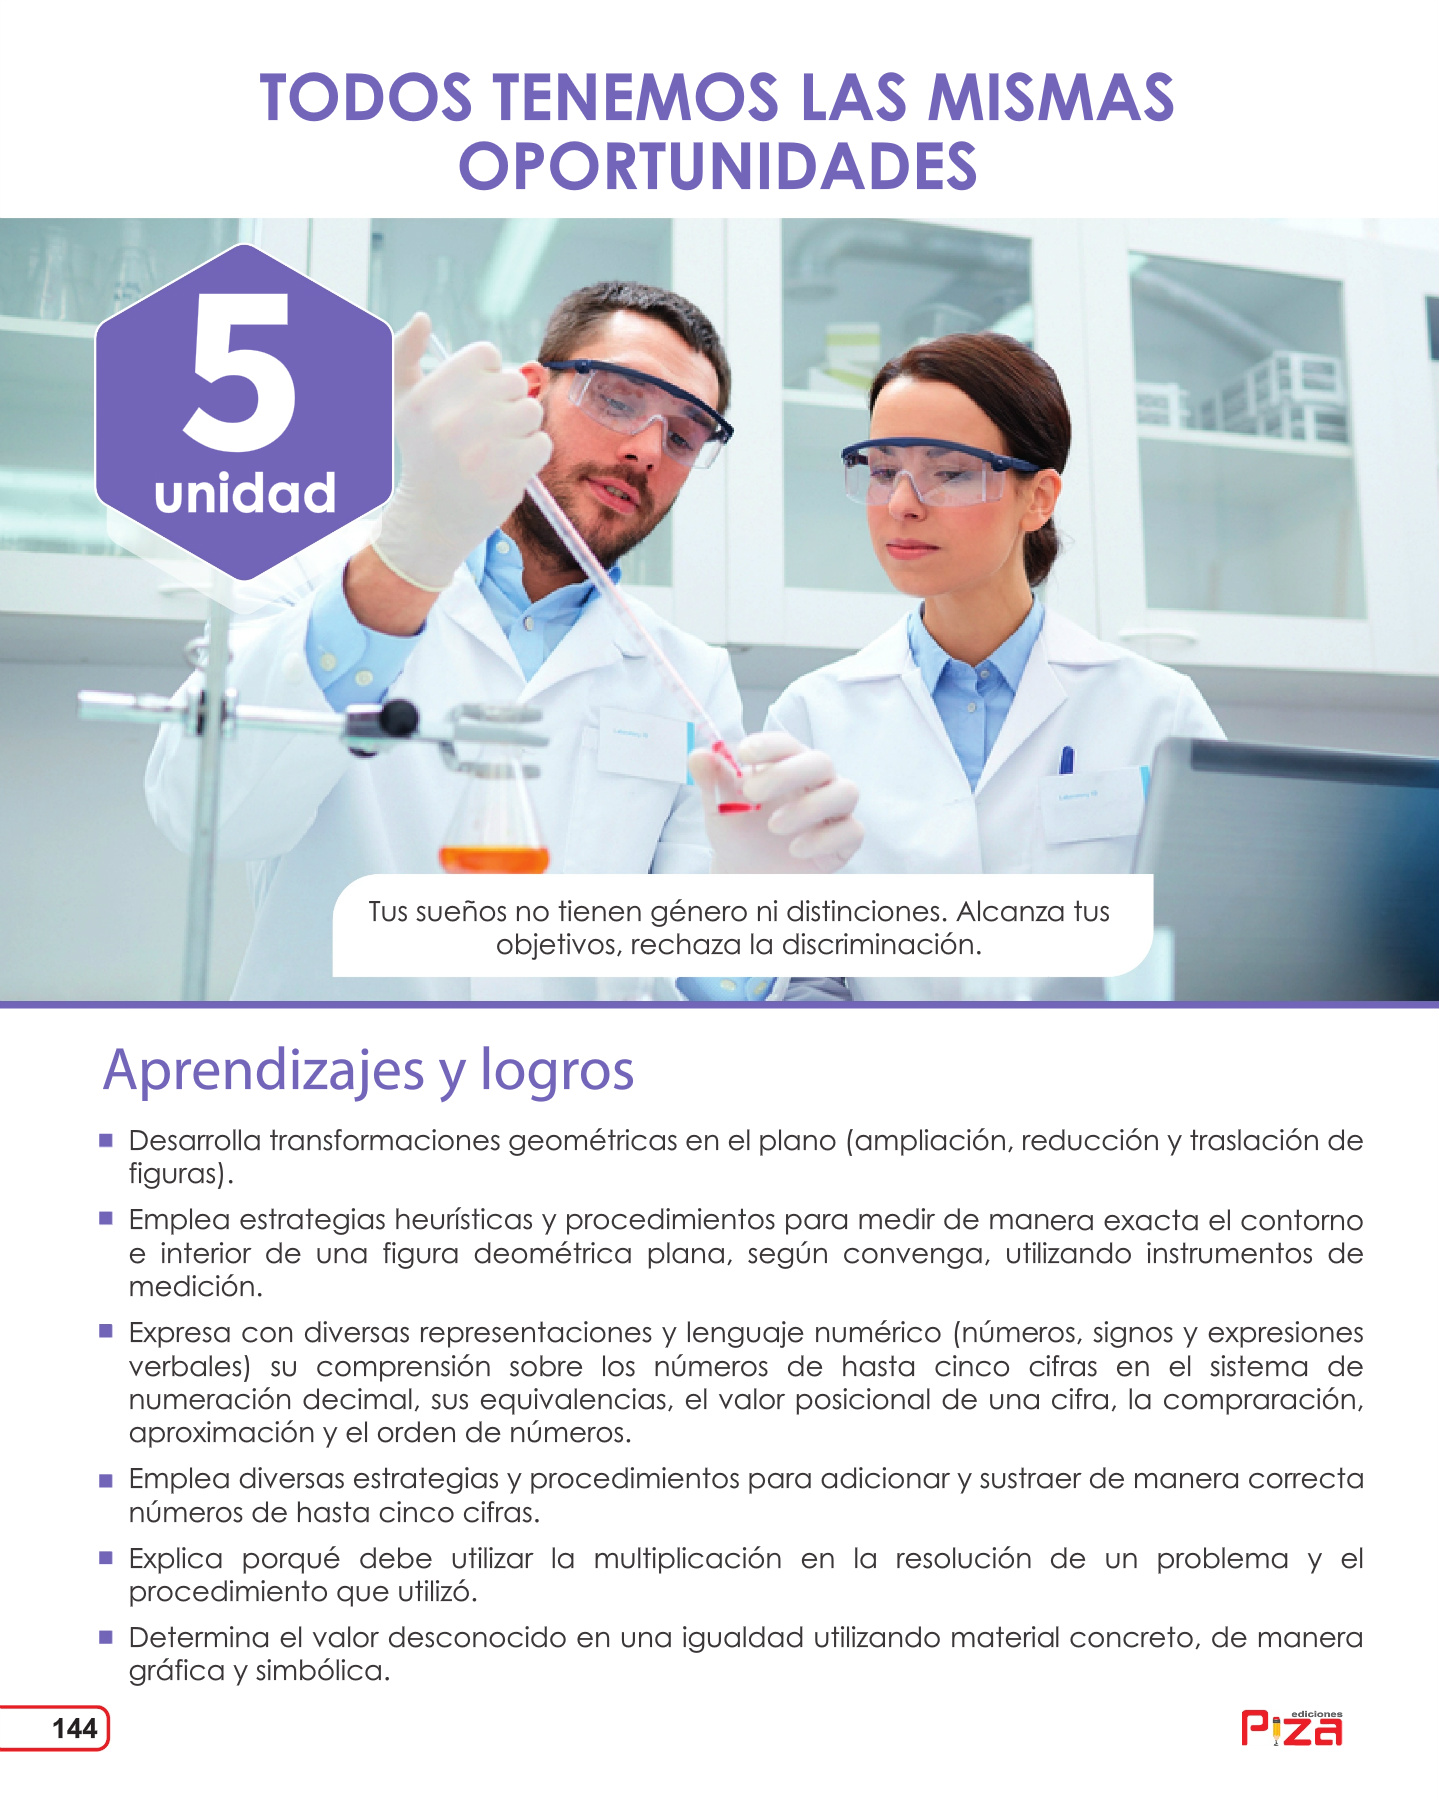 TODOS TENEMOS LAS MISMAS
OPORTUNIDADES
5
unidad
Tus sueños no tienen género ni distinciones. Alcanza tus
objetivos, rechaza la discriminación.
Aprendizajes y logros
Desarrolla transformaciones geométricas en el plano (ampliación, reducción y traslación de
figuras).
Emplea estrategias heurísticas y procedimientos para medir de manera exacta el contorno
e interior de una figura deométrica plana, según convenga, utilizando instrumentos de
medición.
Expresa con diversas representaciones y lenguaje numérico (números, signos y expresiones
verbales) su comprensión sobre los números de hasta cinco cifras en el sistema de
numeración decimal, sus equivalencias, el valor posicional de una cifra, la compraración,
aproximación y el orden de números.
Emplea diversas estrategias y procedimientos para adicionar y sustraer de manera correcta
números de hasta cinco cifras.
Explica porqué debe utilizar la multiplicación en la resolución de un problema y el
procedimiento que utilizó.
Determina el valor desconocido en una igualdad utilizando material concreto, de manera
gráfica y simbólica.
144
ediciones
Piza